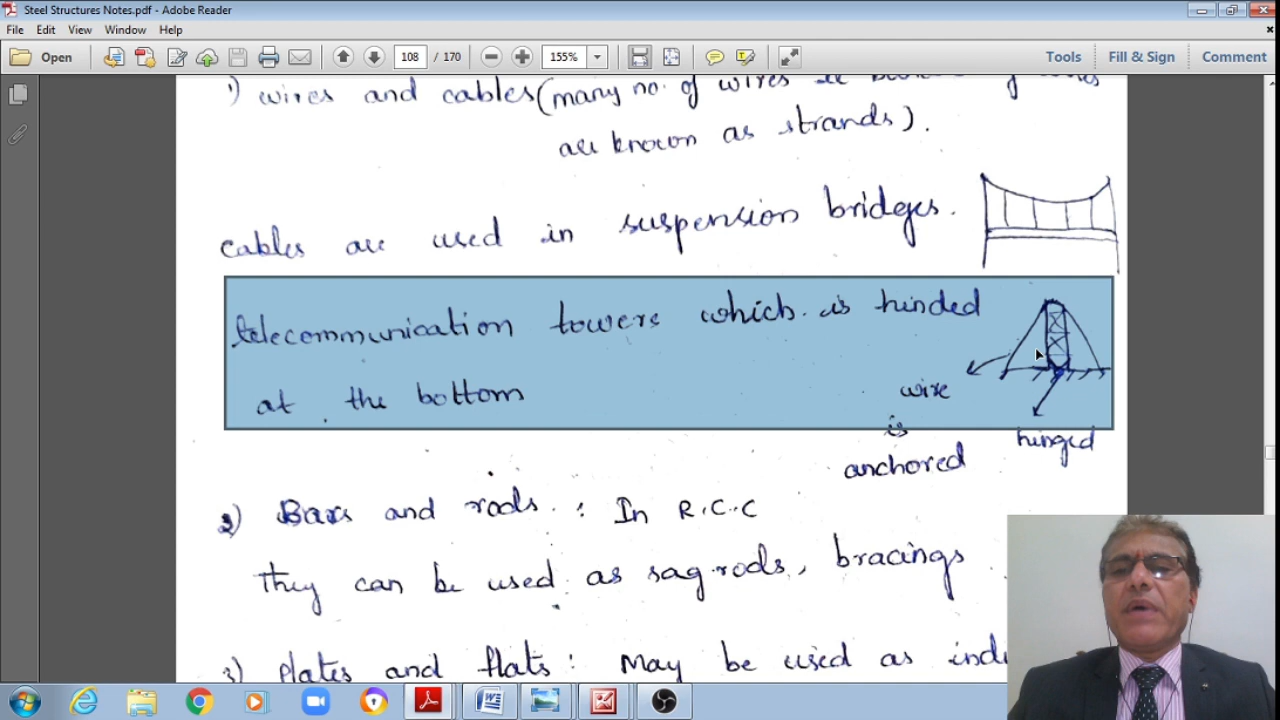 Steel Structures Notes.pdf - Adobe Reader
File Edit View Window Help
Open 108 / 170 155% Tools Fill & Sign Comment
1) wires and cables (many no. of wires
are known as strands).
cables are used in suspension bridges.
telecommunication towers which is hinded
at the bottom
wire
is
anchored
hinged
2) Bars and rods : In R.C.C
They can be used as sag rods, bracings
3) Plates and flats : May be used as